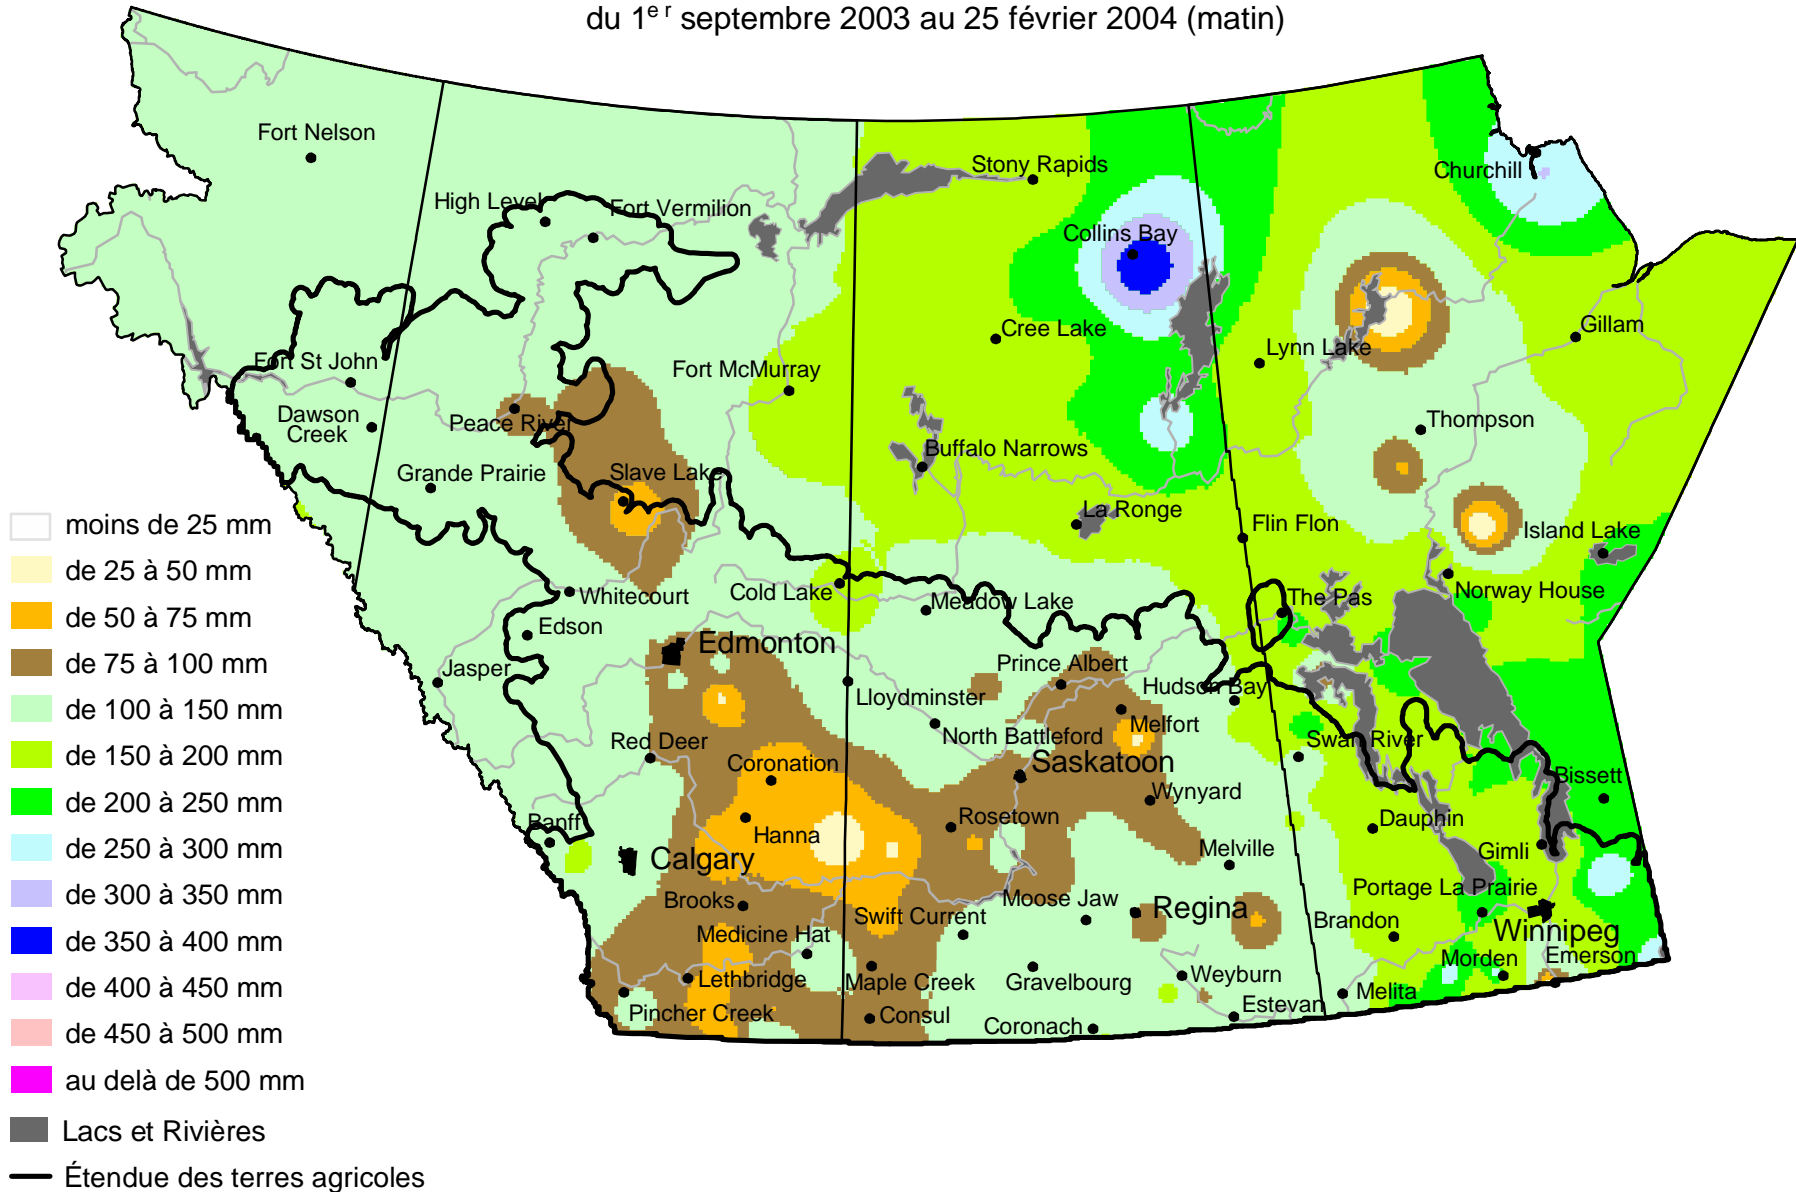 du 1er septembre 2003 au 25 février 2004 (matin)
Fort Nelson
Churchill
Stony Rapids
High Level
Fort Vermilion
Collins Bay
Gillam
Cree Lake
Lynn Lake
Fort St John
Fort McMurray
Dawson
Creek
Peace River
Thompson
Buffalo Narrows
Grande Prairie
Slave Lake
La Ronge
Flin Flon
Island Lake
Whitecourt
Cold Lake
Meadow Lake
The Pas
Norway House
Edson
Edmonton
Jasper
Prince Albert
Lloydminster
Hudson Bay
Melfort
North Battleford
Red Deer
Swan River
Coronation
Saskatoon
Bissett
Wynyard
Banff
Hanna
Rosetown
Dauphin
Calgary
Melville
Gimli
Brooks
Moose Jaw
Portage La Prairie
Swift Current
Regina
Brandon
Winnipeg
Medicine Hat
Lethbridge
Maple Creek
Gravelbourg
Weyburn
Morden
Emerson
Pincher Creek
Consul
Coronach
Estevan
Melita
moins de 25 mm
de 25 à 50 mm
de 50 à 75 mm
de 75 à 100 mm
de 100 à 150 mm
de 150 à 200 mm
de 200 à 250 mm
de 250 à 300 mm
de 300 à 350 mm
de 350 à 400 mm
de 400 à 450 mm
de 450 à 500 mm
au delà de 500 mm
Lacs et Rivières
Étendue des terres agricoles